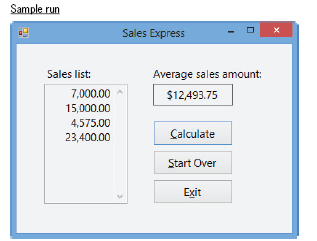 Sample run
Sales Express
Sales list:
7,000.00
15,000.00
4,575.00
23,400.00
Average sales amount:
$12,493.75
Calculate
Start Over
Exit